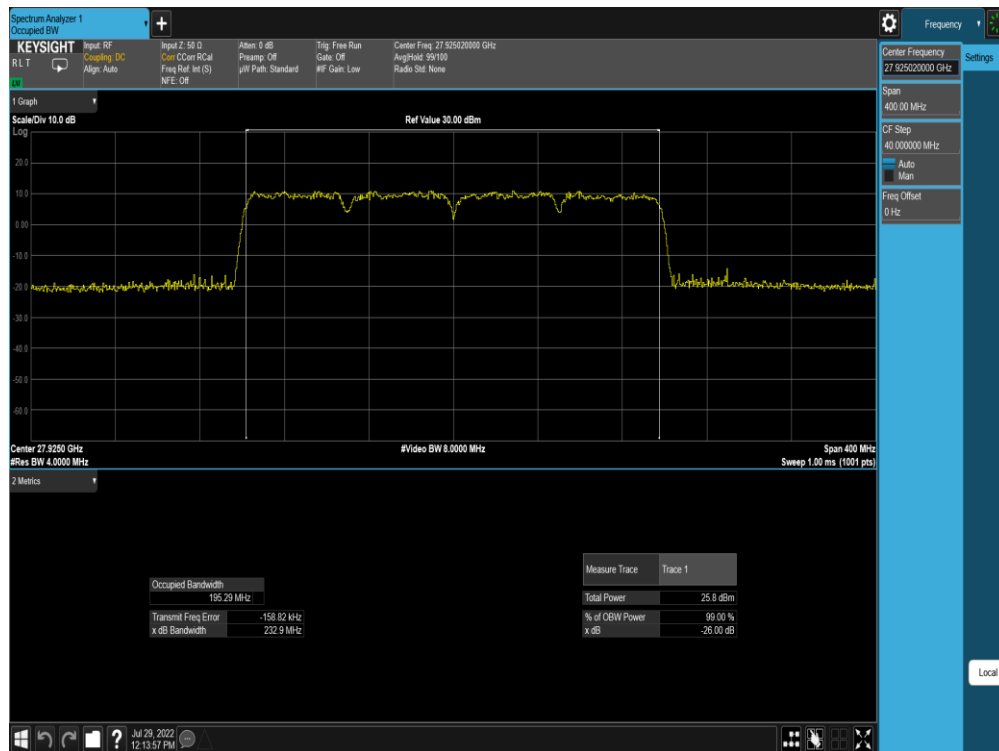 Spectrum Analyzer 1
Occupied BW
+
Frequency
KEYSIGHT
R L T
Input: RF
Coupling: DC
Align: Auto
Input Z: 50 Ω
Corr CCorr RCal
Freq Ref: Int (S)
NFE: Off
Atten: 0 dB
Preamp: Off
µW Path: Standard
Trig: Free Run
Gate: Off
#IF Gain: Low
Center Freq: 27.925020000 GHz
Avg|Hold: 99/100
Radio Std: None
Center Frequency
27.925020000 GHz
Settings
Span
400.00 MHz
CF Step
40.000000 MHz
Auto
Man
Freq Offset
0 Hz
1 Graph
Scale/Div 10.0 dB
Ref Value 30.00 dBm
Log
20.0
10.0
0.00
-10.0
-20.0
-30.0
-40.0
-50.0
-60.0
Center 27.9250 GHz
#Video BW 8.0000 MHz
Span 400 MHz
#Res BW 4.0000 MHz
Sweep 1.00 ms (1001 pts)
2 Metrics
Measure Trace Trace 1
Occupied Bandwidth
195.29 MHz
Total Power 25.8 dBm
Transmit Freq Error -158.82 kHz
% of OBW Power 99.00 %
x dB Bandwidth 232.9 MHz
x dB -26.00 dB
Local
?
Jul 29, 2022
12:13:57 PM